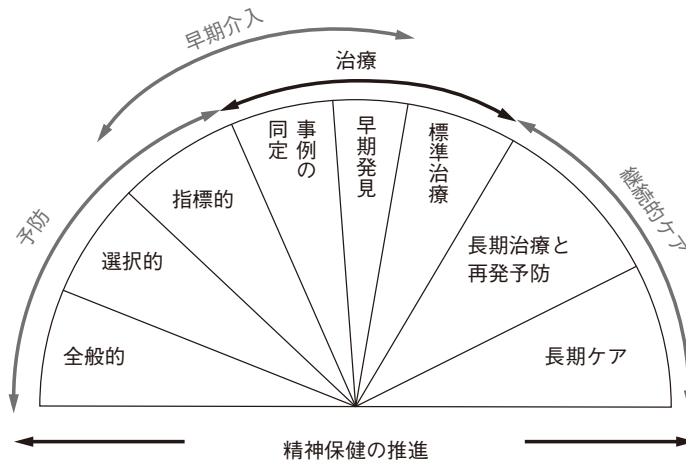 早期介入
治療
予防
継続的ケア
全般的
選択的
指標的
事例の
同定
早期発見
標準治療
長期治療と
再発予防
長期ケア
精神保健の推進